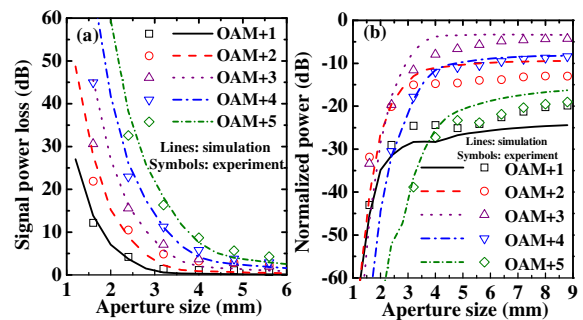 (a)
Signal power loss
(dB)
60
50
40
30
20
10
0
1 2 3 4 5 6
Aperture size (mm)
OAM+1
OAM+2
OAM+3
OAM+4
OAM+5
Lines: simulation
Symbols: experiment
(b)
Normalized power (dB)
0
-10
-20
-30
-40
-50
-60
1 2 3 4 5 6 7 8 9
Aperture size (mm)
Lines: simulation
Symbols: experiment
OAM+1
OAM+2
OAM+3
OAM+4
OAM+5